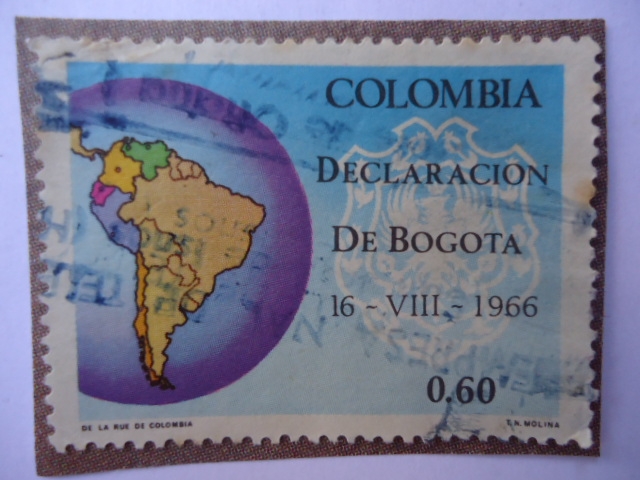 COLOMBIA
DECLARACION
DE BOGOTA
16 ~ VIII ~ 1966
0.60
DE LA RUE DE COLOMBIA
E.N. MOLINA